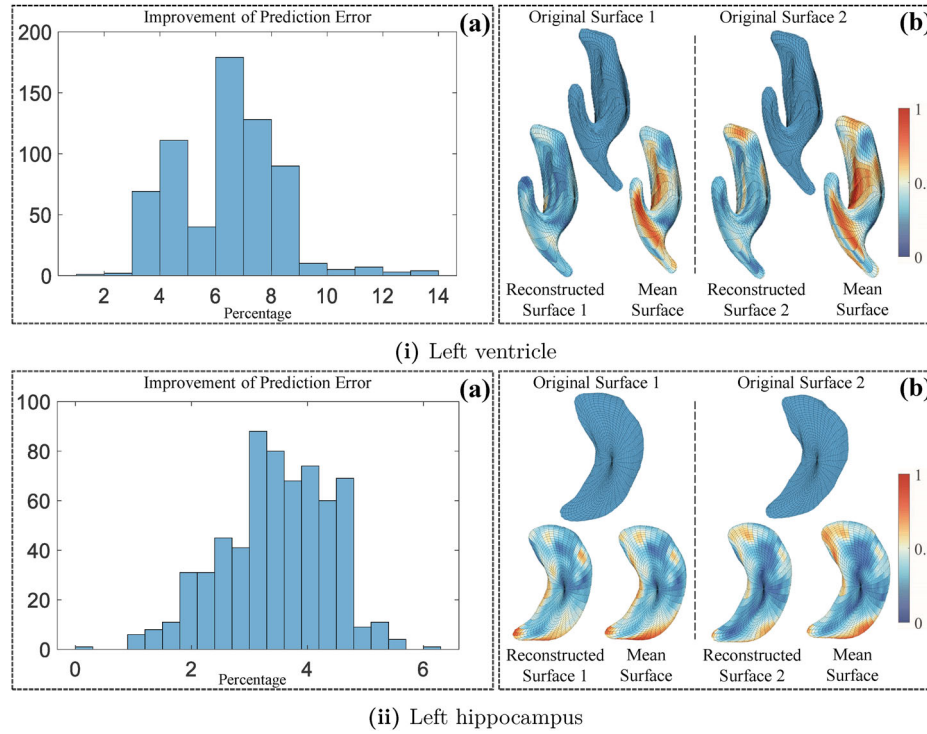 Improvement of Prediction Error
(a)
200
150
100
50
0
2 4 6 8 10 12 14
Percentage
Original Surface 1
Original Surface 2
(b)
1
0.
0
Reconstructed
Surface 1
Mean
Surface
Reconstructed
Surface 2
Mean
Surface
(i) Left ventricle
Improvement of Prediction Error
(a)
100
80
60
40
20
0
0 2 4 6
Percentage
Original Surface 1
Original Surface 2
(b)
1
0.
0
Reconstructed
Surface 1
Mean
Surface
Reconstructed
Surface 2
Mean
Surface
(ii) Left hippocampus